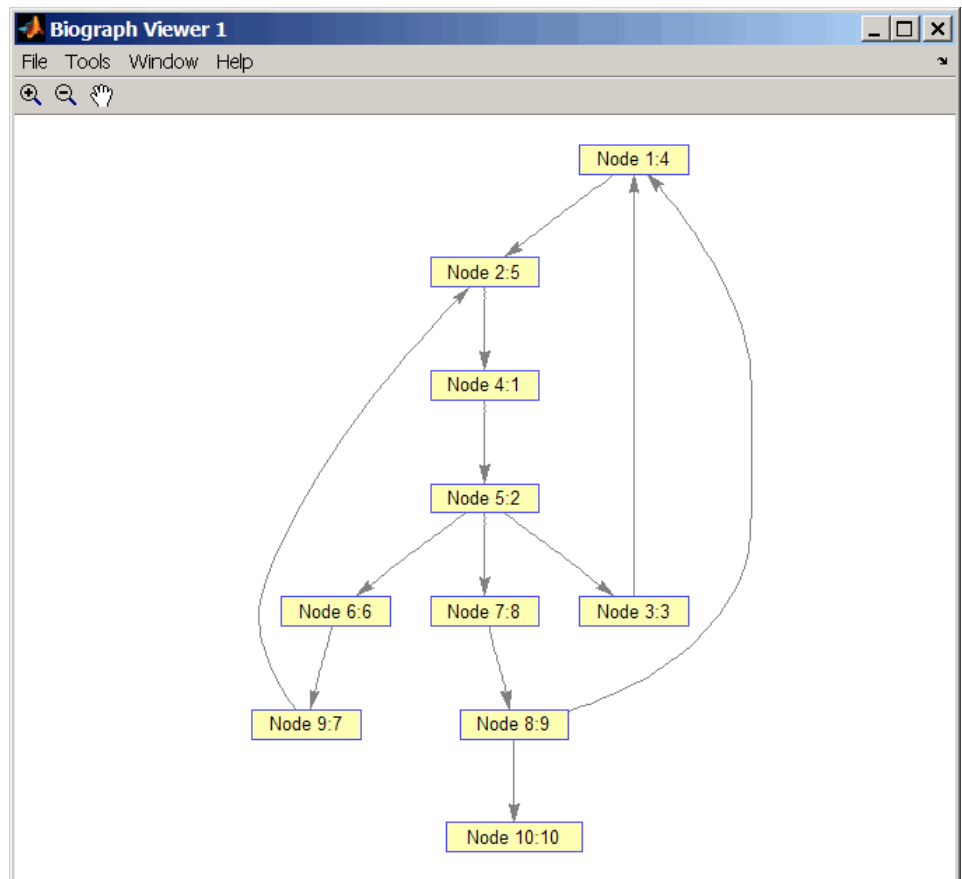 Biograph Viewer 1
File Tools Window Help
Node 1:4
Node 2:5
Node 4:1
Node 5:2
Node 6:6 Node 7:8 Node 3:3
Node 9:7 Node 8:9
Node 10:10